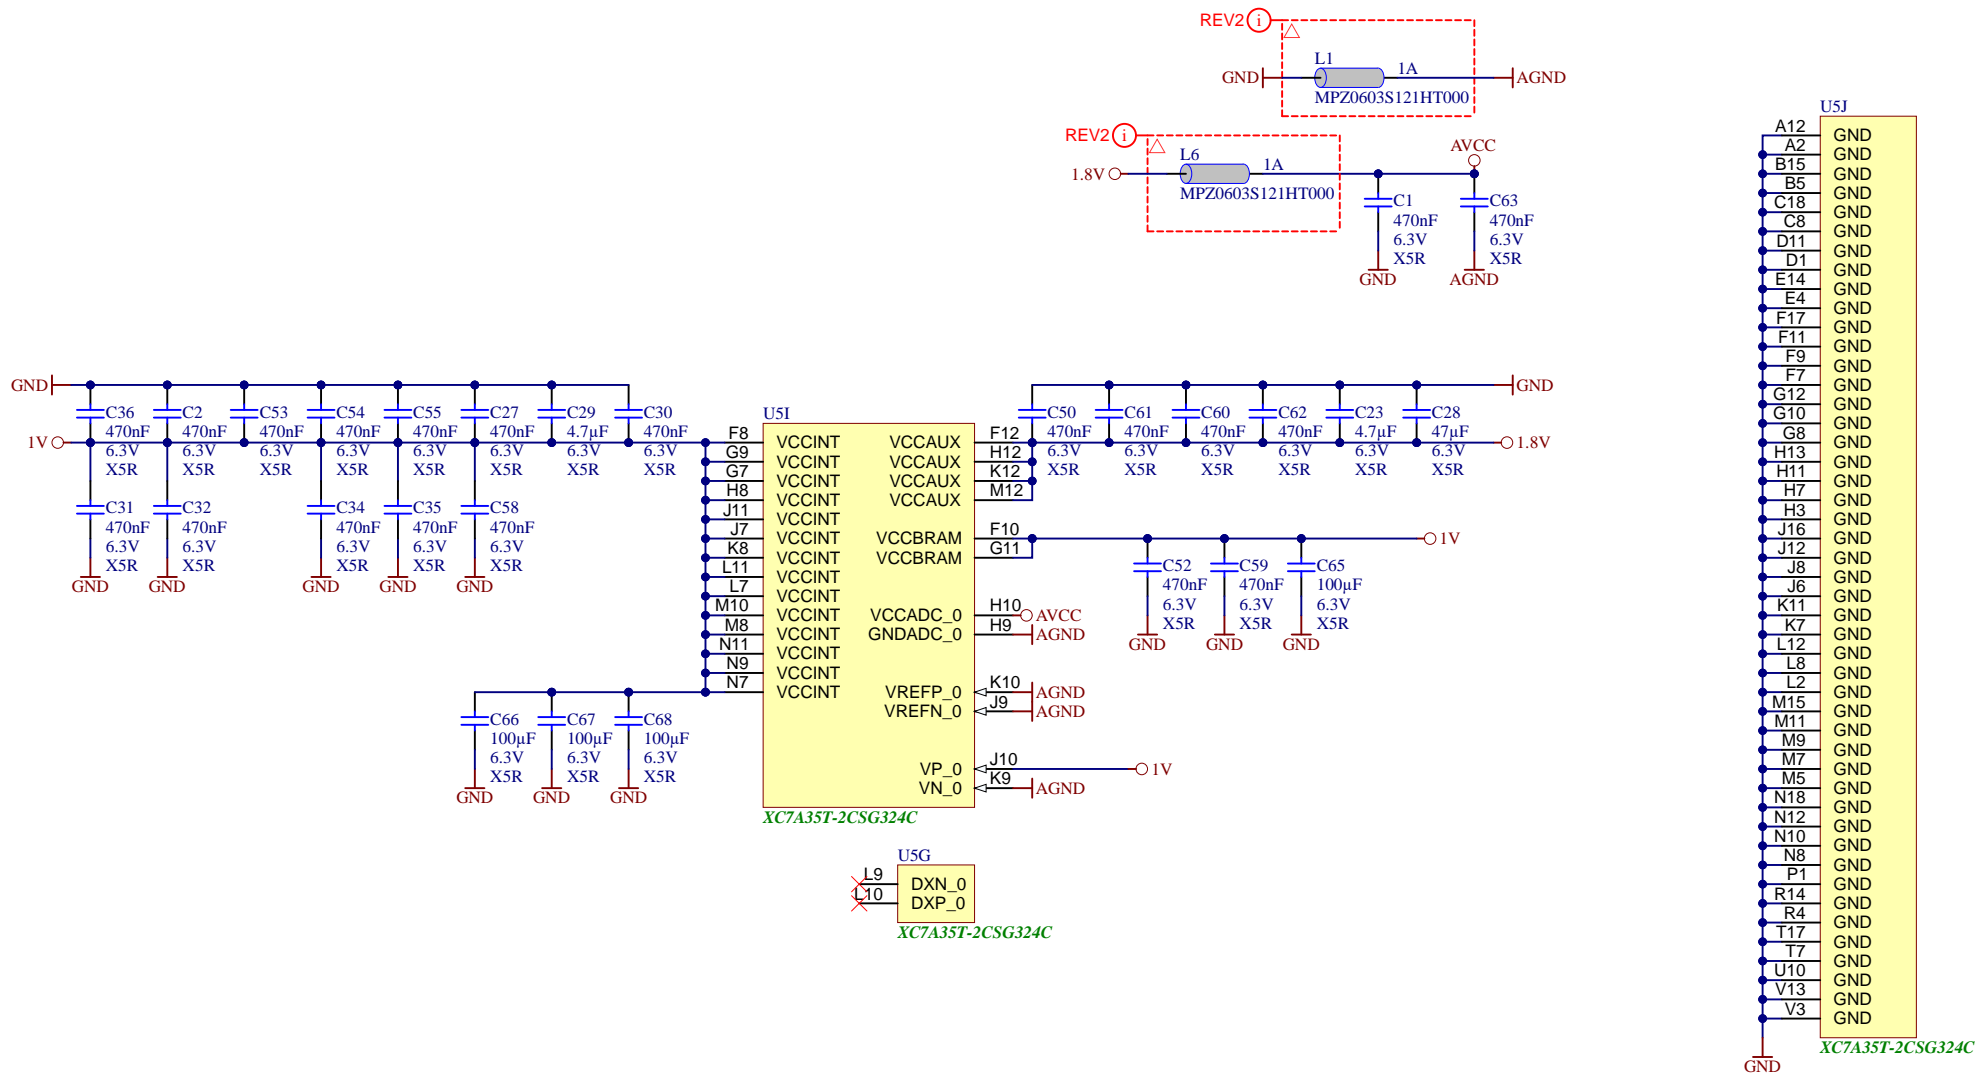 REV2 i
L1
1A
GND
AGND
MPZ0603S121HT000
REV2 i
L6
1A
1.8V
MPZ0603S121HT000
AVCC
C1
470nF
6.3V
X5R
GND
C63
470nF
6.3V
X5R
AGND
GND
1V
C36
470nF
6.3V
X5R
C2
470nF
6.3V
X5R
C53
470nF
6.3V
X5R
C54
470nF
6.3V
X5R
C55
470nF
6.3V
X5R
C27
470nF
6.3V
X5R
C29
4.7µF
6.3V
X5R
C30
470nF
6.3V
X5R
C31
470nF
6.3V
X5R
GND
C32
470nF
6.3V
X5R
GND
C34
470nF
6.3V
X5R
GND
C35
470nF
6.3V
X5R
GND
C58
470nF
6.3V
X5R
GND
C66
100µF
6.3V
X5R
GND
C67
100µF
6.3V
X5R
GND
C68
100µF
6.3V
X5R
GND
U5I
F8 VCCINT
G9 VCCINT
G7 VCCINT
H8 VCCINT
J11 VCCINT
J7 VCCINT
K8 VCCINT
L11 VCCINT
L7 VCCINT
M10 VCCINT
M8 VCCINT
N11 VCCINT
N9 VCCINT
N7 VCCINT
VCCAUX F12
VCCAUX H12
VCCAUX K12
VCCAUX M12
VCCBRAM F10
VCCBRAM G11
VCCADC_0 H10 AVCC
GNDADC_0 H9 AGND
VREFP_0 K10 AGND
VREFN_0 J9 AGND
VP_0 J10 1V
VN_0 K9 AGND
XC7A35T-2CSG324C
C50
470nF
6.3V
X5R
C61
470nF
6.3V
X5R
C60
470nF
6.3V
X5R
C62
470nF
6.3V
X5R
C23
4.7µF
6.3V
X5R
C28
47µF
6.3V
X5R
GND
1.8V
C52
470nF
6.3V
X5R
GND
C59
470nF
6.3V
X5R
GND
C65
100µF
6.3V
X5R
GND
1V
U5G
L9 DXN_0
L10 DXP_0
XC7A35T-2CSG324C
U5J
A12 GND
A2 GND
B15 GND
B5 GND
C18 GND
C8 GND
D11 GND
D1 GND
E14 GND
E4 GND
F17 GND
F11 GND
F9 GND
F7 GND
G12 GND
G10 GND
G8 GND
H13 GND
H11 GND
H7 GND
H3 GND
J16 GND
J12 GND
J8 GND
J6 GND
K11 GND
K7 GND
L12 GND
L8 GND
L2 GND
M15 GND
M11 GND
M9 GND
M7 GND
M5 GND
N18 GND
N12 GND
N10 GND
N8 GND
P1 GND
R14 GND
R4 GND
T17 GND
T7 GND
U10 GND
V13 GND
V3 GND
XC7A35T-2CSG324C
GND